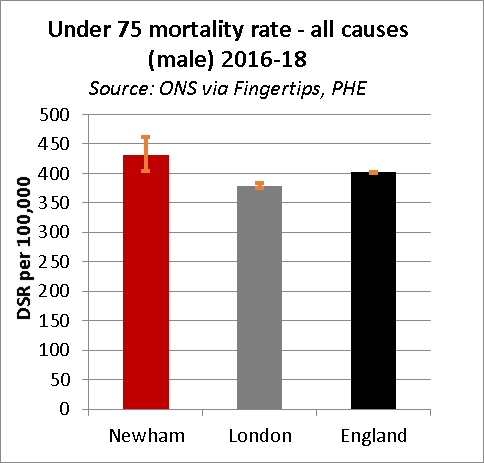 Under 75 mortality rate - all causes
(male) 2016-18
Source: ONS via Fingertips, PHE
DSR per 100,000
500
450
400
350
300
250
200
150
100
50
0
Newham London England